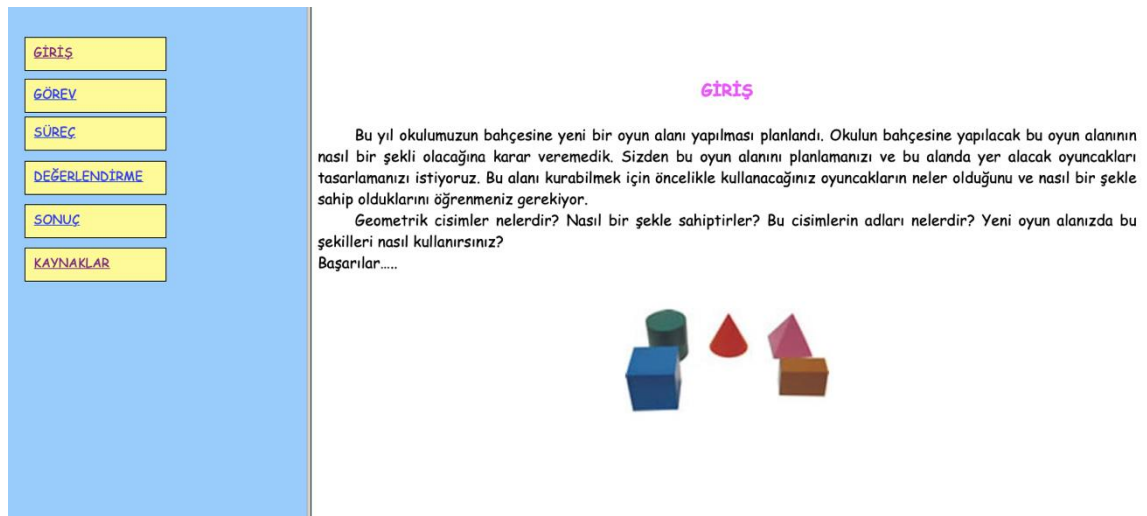 GİRİŞ
GÖREV
SÜREÇ
DEĞERLENDİRME
SONUÇ
KAYNAKLAR
GİRİŞ
Bu yıl okulumuzun bahçesine yeni bir oyun alanı yapılması planlandı. Okulun bahçesine yapılacak bu oyun alanının
nasıl bir şekli olacağına karar veremedik. Sizden bu oyun alanını planlamanızı ve bu alanda yer alacak oyuncakları
tasarlamanızı istiyoruz. Bu alanı kurabilmek için öncelikle kullanacağınız oyuncakların neler olduğunu ve nasıl bir şekle
sahip olduklarını öğrenmeniz gerekiyor.
Geometrik cisimler nelerdir? Nasıl bir şekle sahiptirler? Bu cisimlerin adları nelerdir? Yeni oyun alanızda bu
şekilleri nasıl kullanırsınız?
Başarılar.....